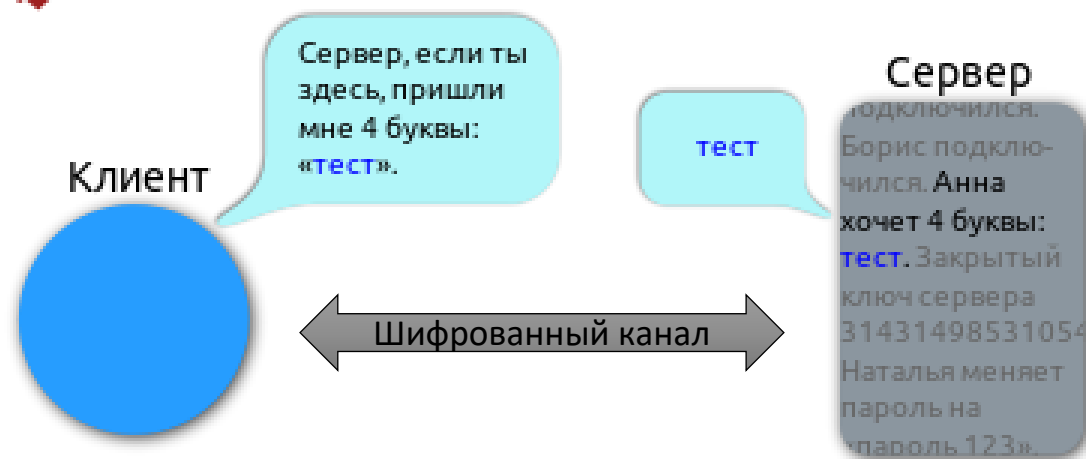 Сервер, если ты
здесь, пришли
мне 4 буквы:
«тест».
Клиент
тест
Сервер
подключился.
Борис подклю-
чился. Анна
хочет 4 буквы:
тест. Закрытый
ключ сервера
31431498531054
Наталья меняет
пароль на
«пароль 123».
Шифрованный канал